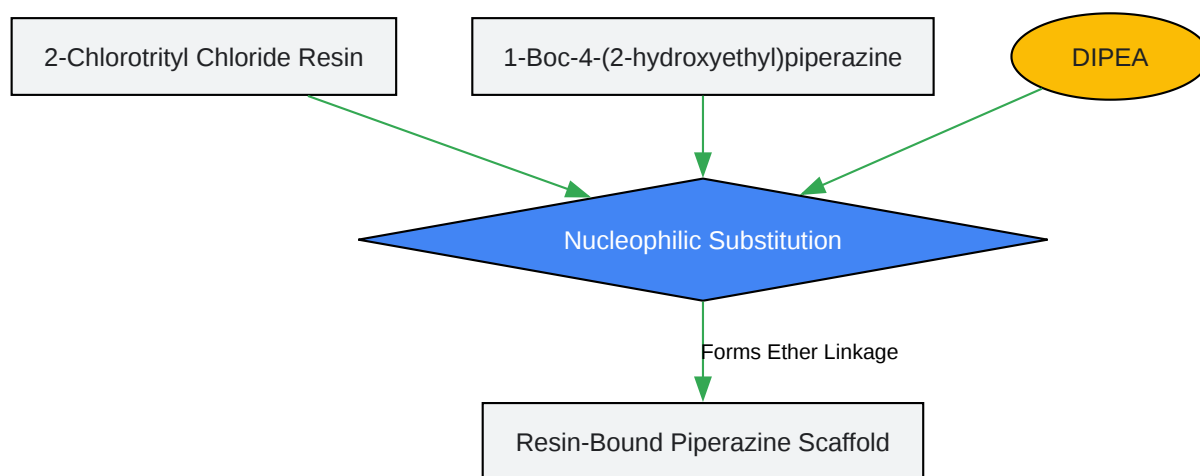 2-Chlorotrityl Chloride Resin
1-Boc-4-(2-hydroxyethyl)piperazine
DIPEA
Nucleophilic Substitution
Forms Ether Linkage
Resin-Bound Piperazine Scaffold